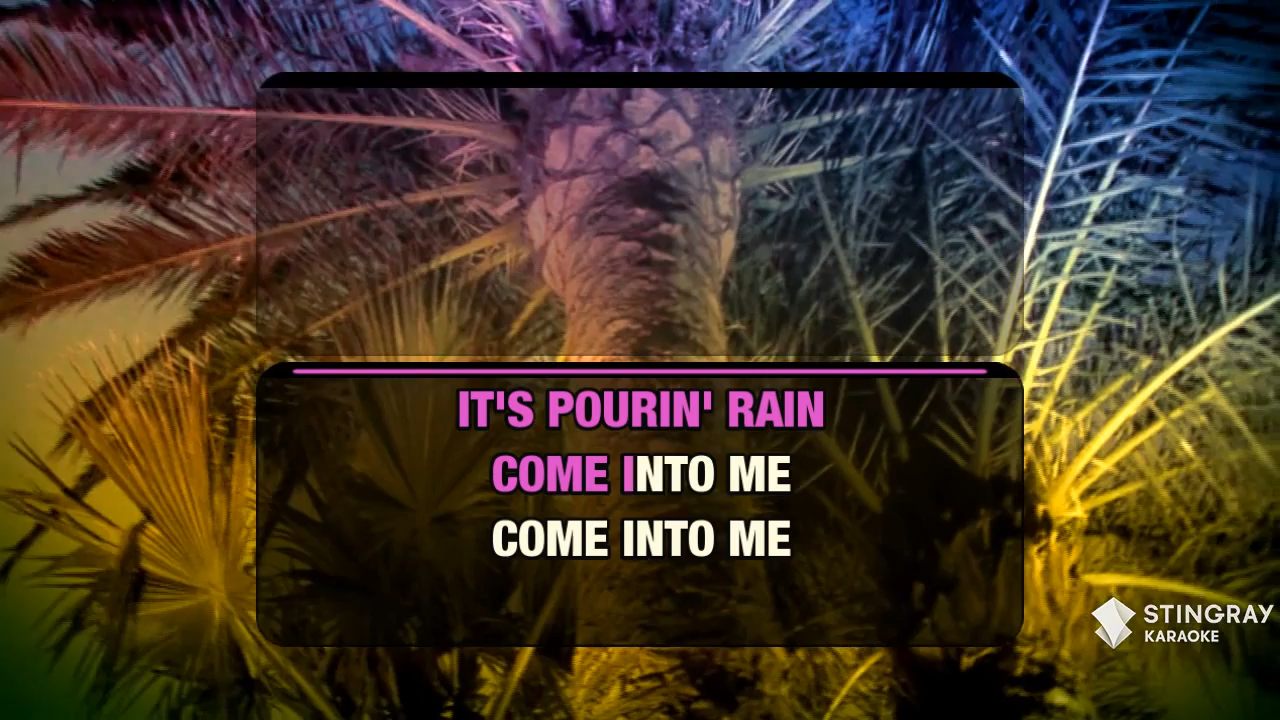 IT'S POURIN' RAIN
COME INTO ME
COME INTO ME
STINGRAY
KARAOKE